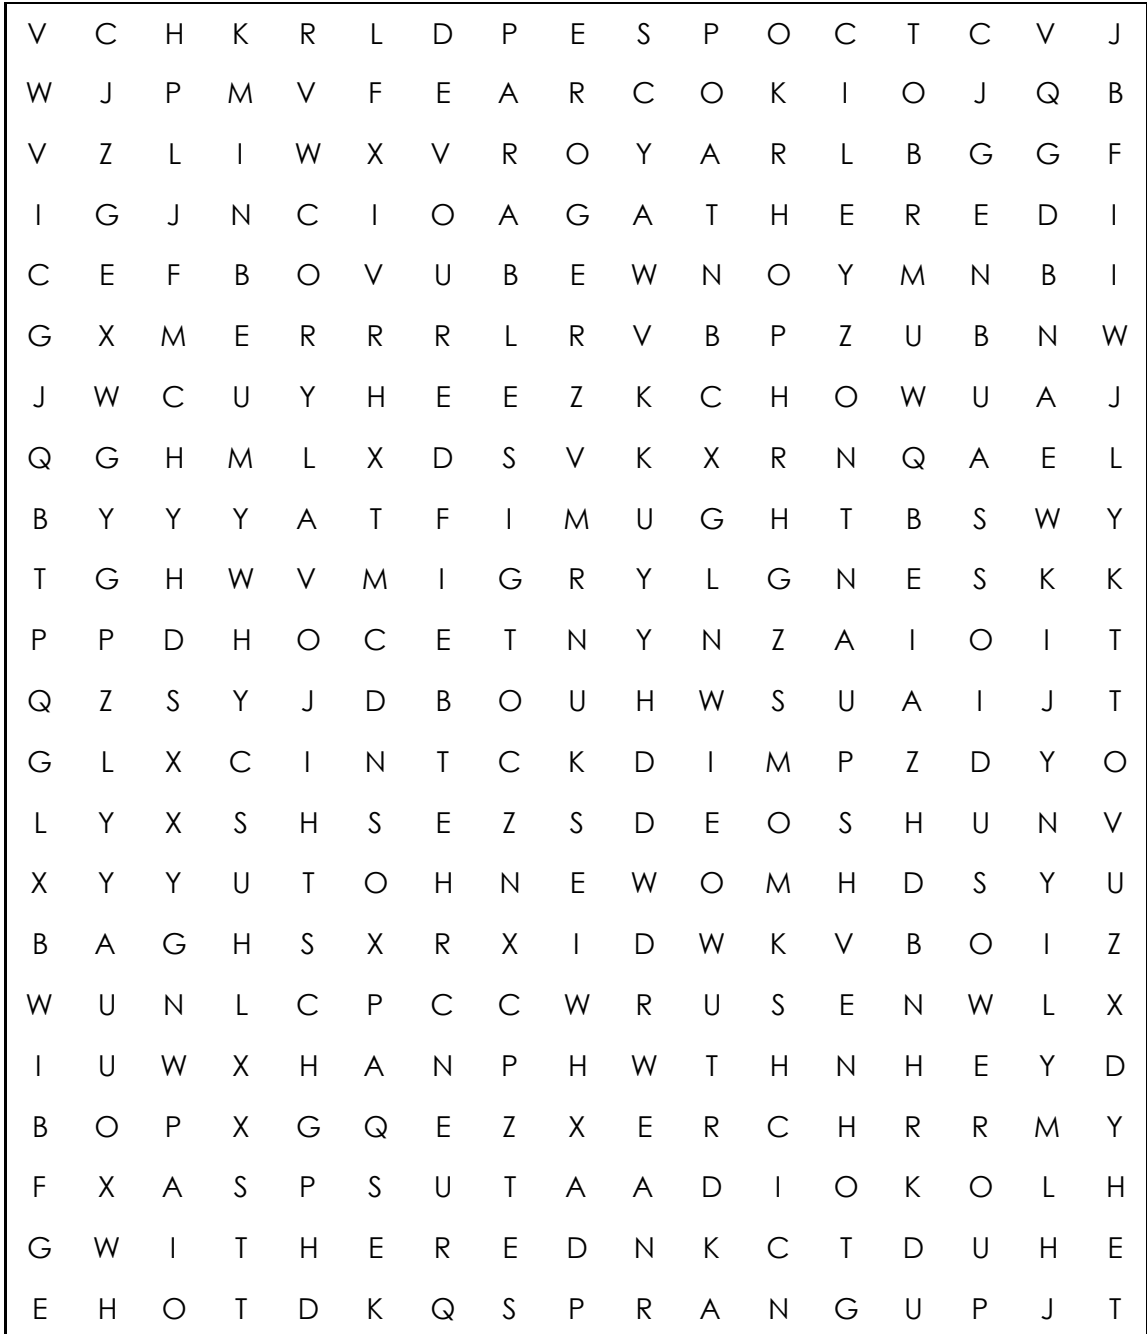 V C H K R L D P E S P O C T C V J
W J P M V F E A R C O K I O J Q B
V Z L I W X V R O Y A R L B G G F
I G J N C I O A G A T H E R E D I
C E F B O V U B E W N O Y M N B I
G X M E R R R L R V B P Z U B N W
J W C U Y H E E Z K C H O W U A J
Q G H M L X D S V K X R N Q A E L
B Y Y Y A T F I M U G H T B S W Y
T G H W V M I G R Y L G N E S K K
P P D H O C E T N Y N Z A I O I T
Q Z S Y J D B O U H W S U A I J T
G L X C I N T C K D I M P Z D Y O
L Y X S H S E Z S D E O S H U N V
X Y Y U T O H N E W O M H D S Y U
B A G H S X R X I D W K V B O I Z
W U N L C P C C W R U S E N W L X
I U W X H A N P H W T H N H E Y D
B O P X G Q E Z X E R C H R R M Y
F X A S P S U T A A D I O K O L H
G W I T H E R E D N K C T D U H E
E H O T D K Q S P R A N G U P J T